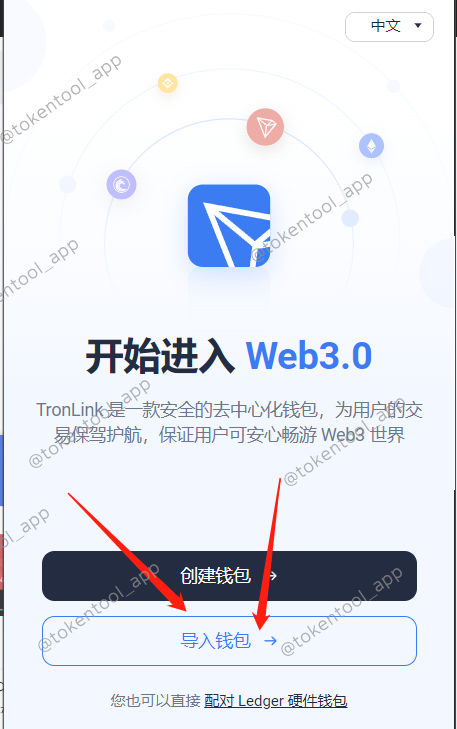 中文
@tokentool_app
@tokentool_app
@tokentool_app
开始进入 Web3.0
@tokentool_app
@tokentool_app
TronLink 是一款安全的去中心化钱包，为用户的交
易保驾护航，保证用户可安心畅游 Web3 世界
创建钱包 →
@tokentool_app
@tokentool_app
导入钱包 →
您也可以直接 配对 Ledger 硬件钱包